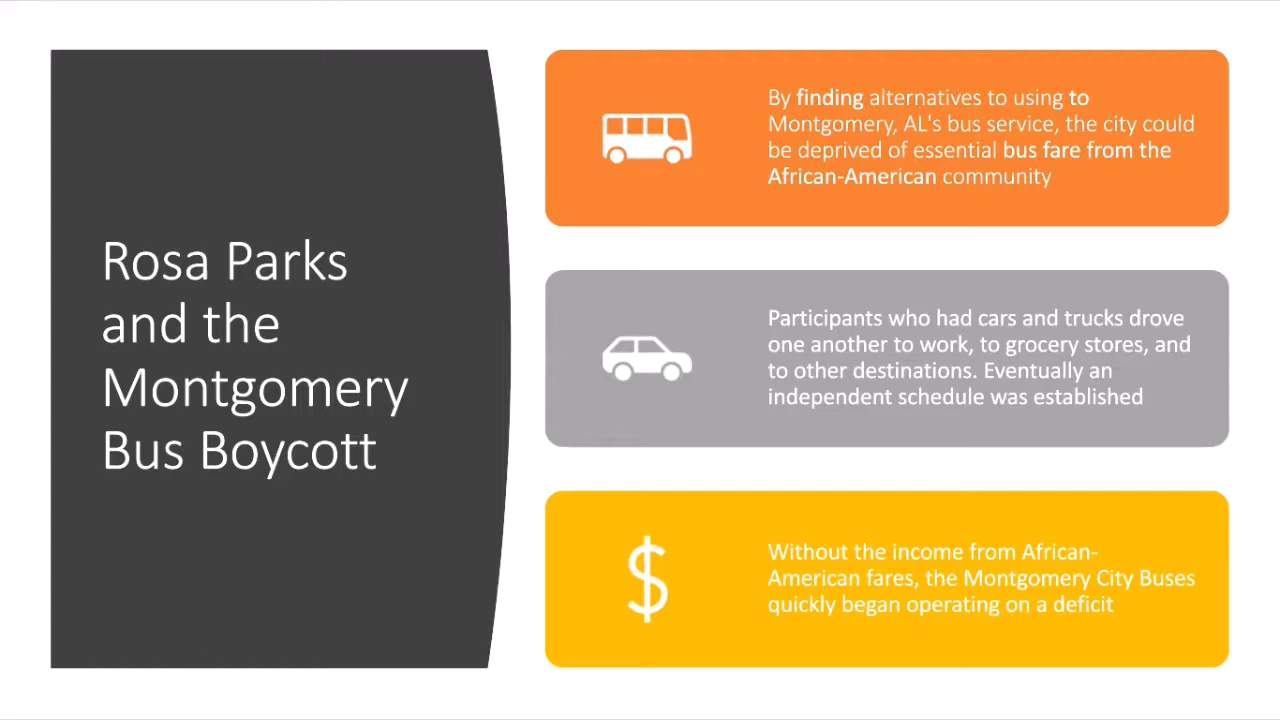 Rosa Parks
and the
Montgomery
Bus Boycott
By finding alternatives to using to
Montgomery, AL's bus service, the city could
be deprived of essential bus fare from the
African-American community
Participants who had cars and trucks drove
one another to work, to grocery stores, and
to other destinations. Eventually an
independent schedule was established
$
Without the income from African-
American fares, the Montgomery City Buses
quickly began operating on a deficit